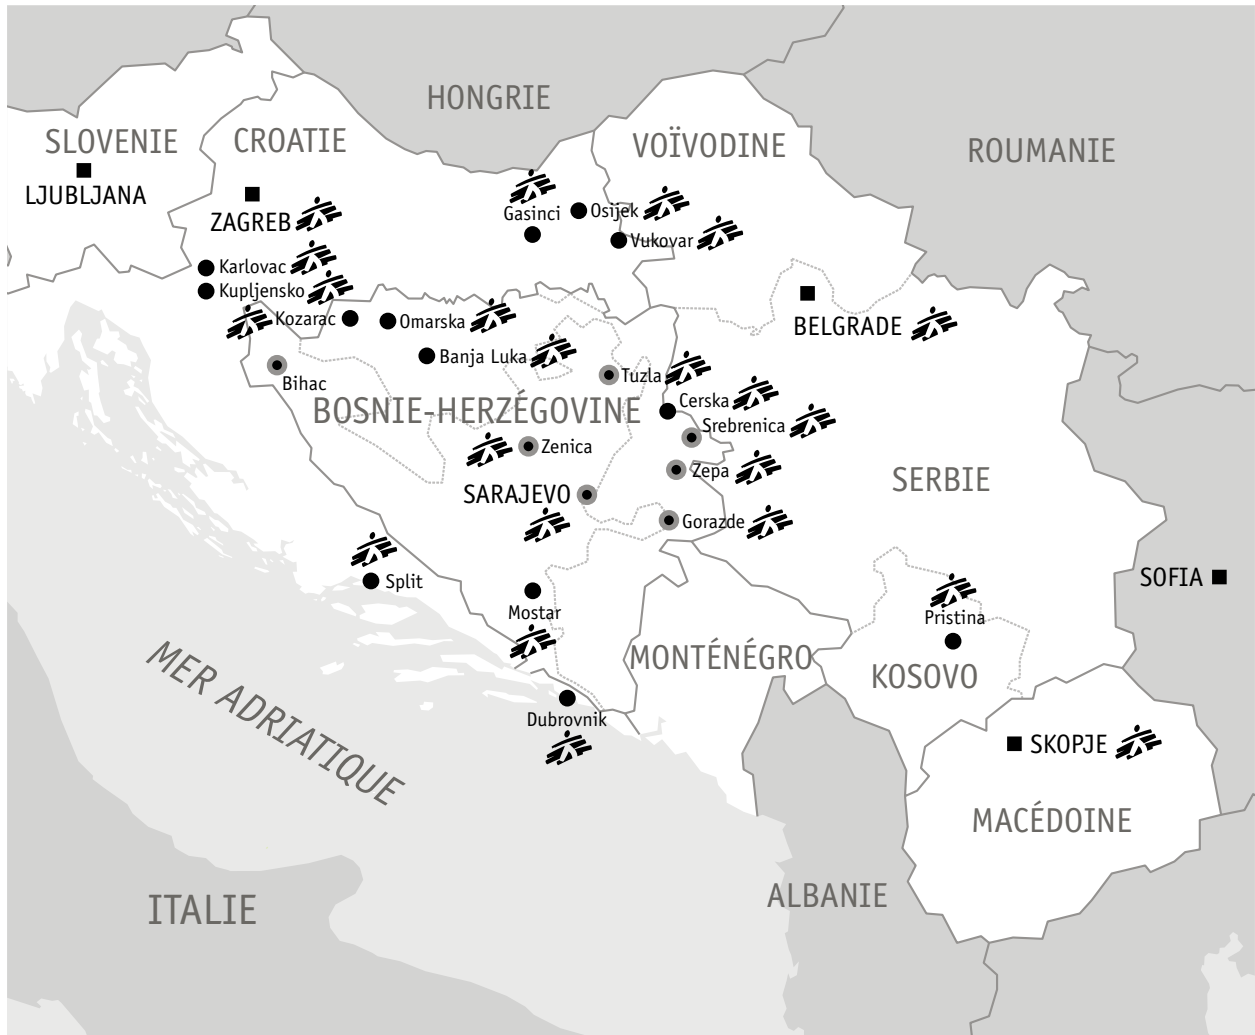 HONGRIE
SLOVENIE
CROATIE
VOÏVODINE
ROUMANIE
LJUBLJANA
ZAGREB
Gasinci
Osijek
Vukovar
Karlovac
Kupljensko
Kozarac
Omarska
BELGRADE
Banja Luka
Bihac
Tuzla
BOSNIE-HERZÉGOVINE
Cerska
Srebrenica
Zenica
Zepa
SERBIE
SARAJEVO
Gorazde
Split
SOFIA
Mostar
Pristina
MONTÉNÉGRO
KOSOVO
MER ADRIATIQUE
Dubrovnik
SKOPJE
MACÉDOINE
ITALIE
ALBANIE